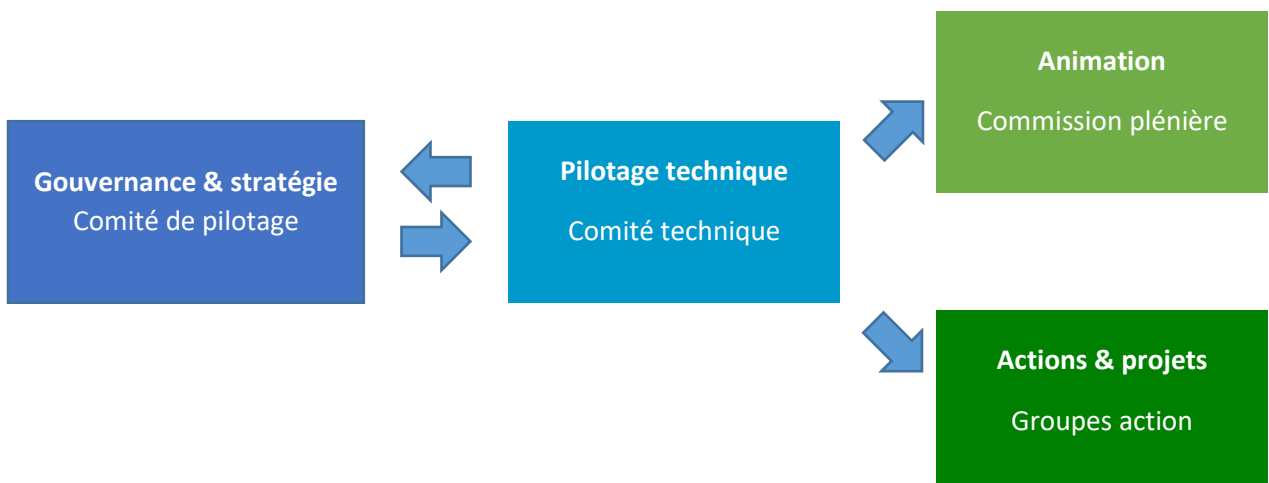 Gouvernance & stratégie
Comité de pilotage
Pilotage technique
Comité technique
Animation
Commission plénière
Actions & projets
Groupes action